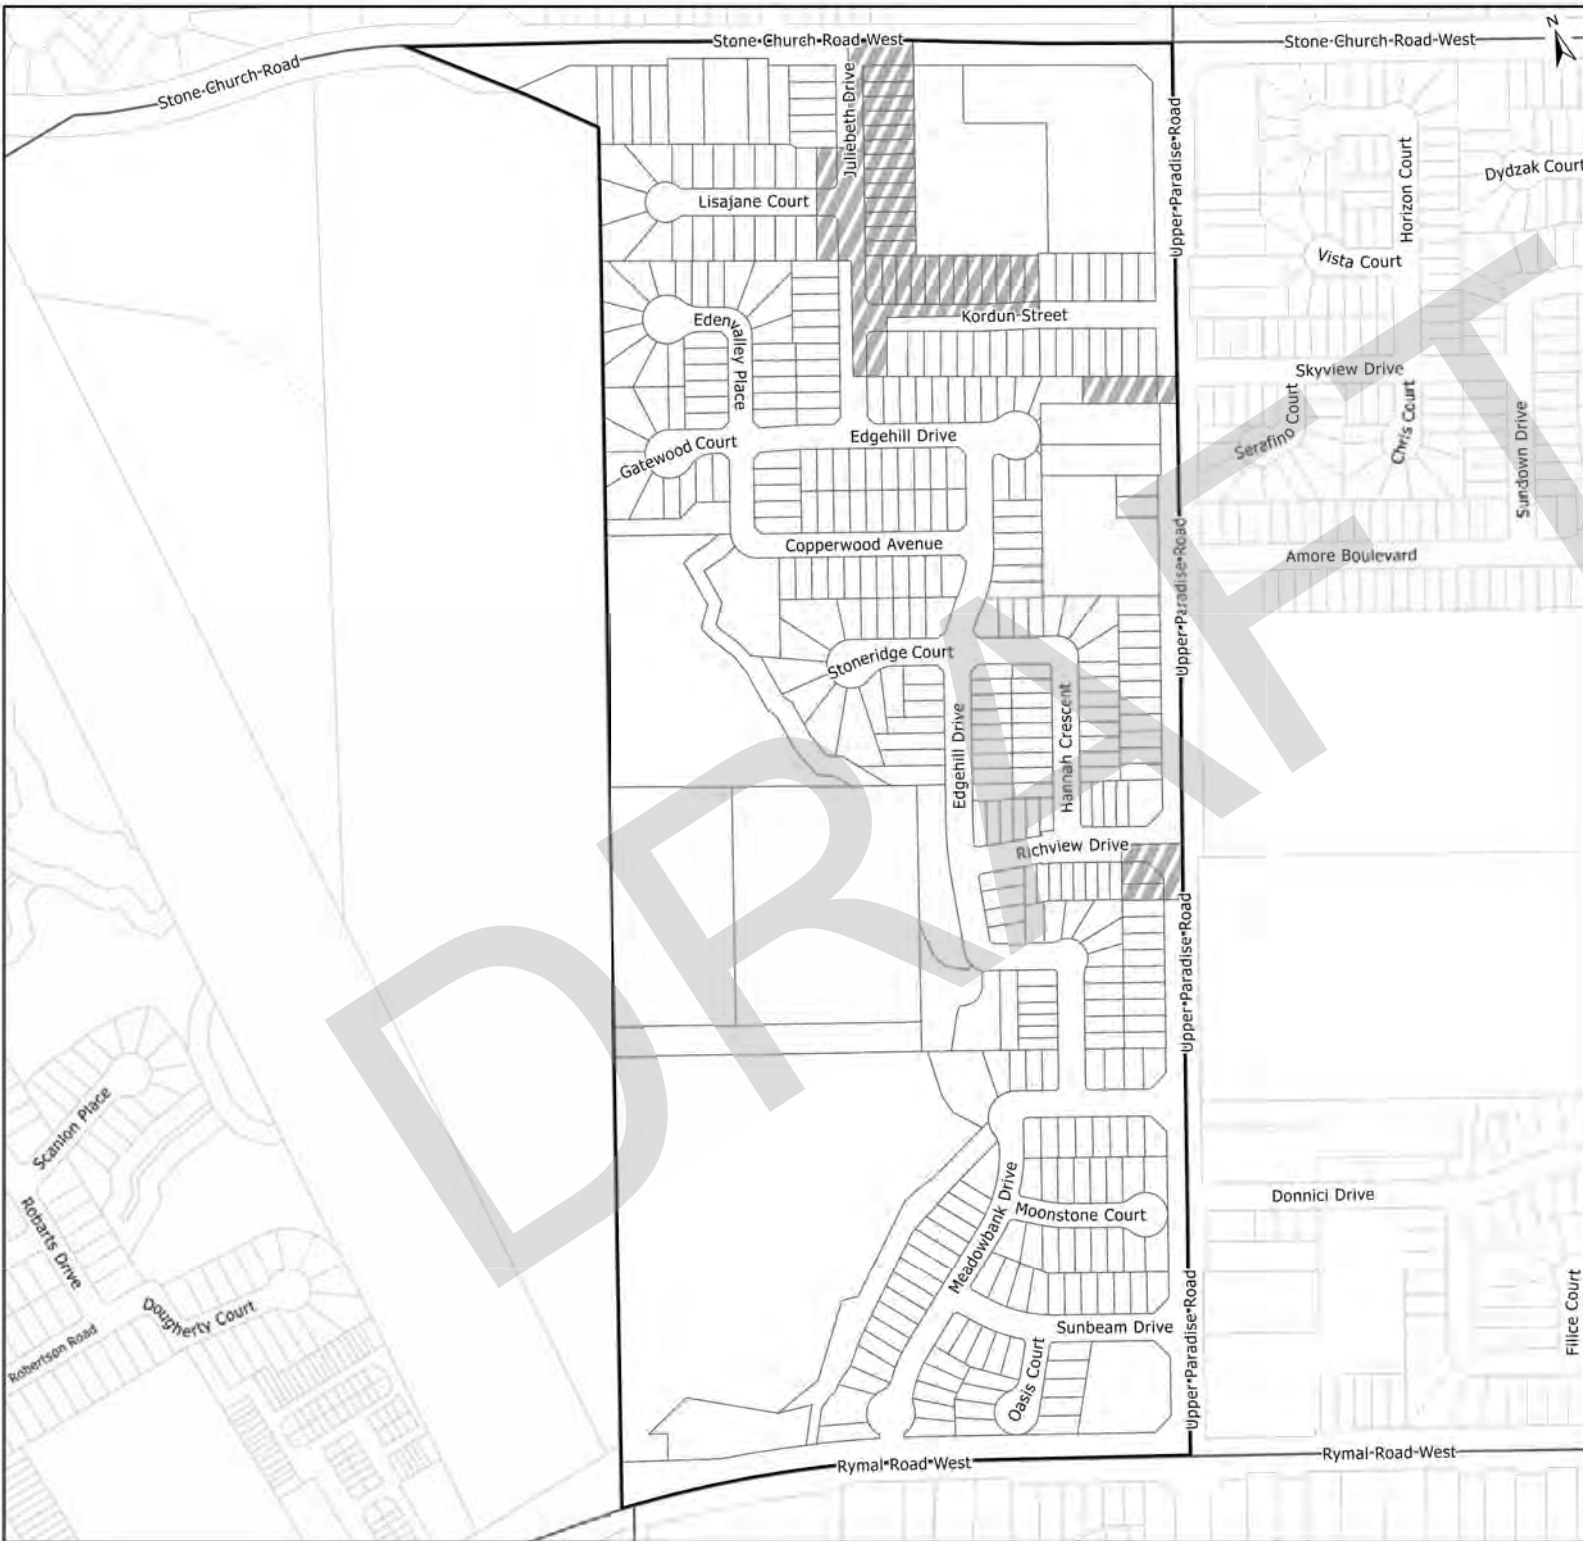 N
Stone-Church-Road-West
Stone-Church-Road-West
Stone-Church-Road
Juliebeth-Drive
Upper-Paradise-Road
Horizon Court
Dydzak Court
Lisajane Court
Vista Court
Edenvalley Place
Kordun-Street
Skyview Drive
Gatewood Court
Edgehill Drive
Serafino Court
Chris Court
Sundown Drive
Copperwood Avenue
Upper-Paradise-Road
Amore Boulevard
Stoneridge Court
Edgehill Drive
Hannah Crescent
Richview Drive
Upper-Paradise-Road
DRAFT
Scanlon Place
Robarts Drive
Meadowbank Drive
Moonstone Court
Donnici Drive
Dougherty Court
Robertson Road
Sunbeam Drive
Oasis Court
Upper-Paradise-Road
Filice Court
Rymal-Road-West
Rymal-Road-West